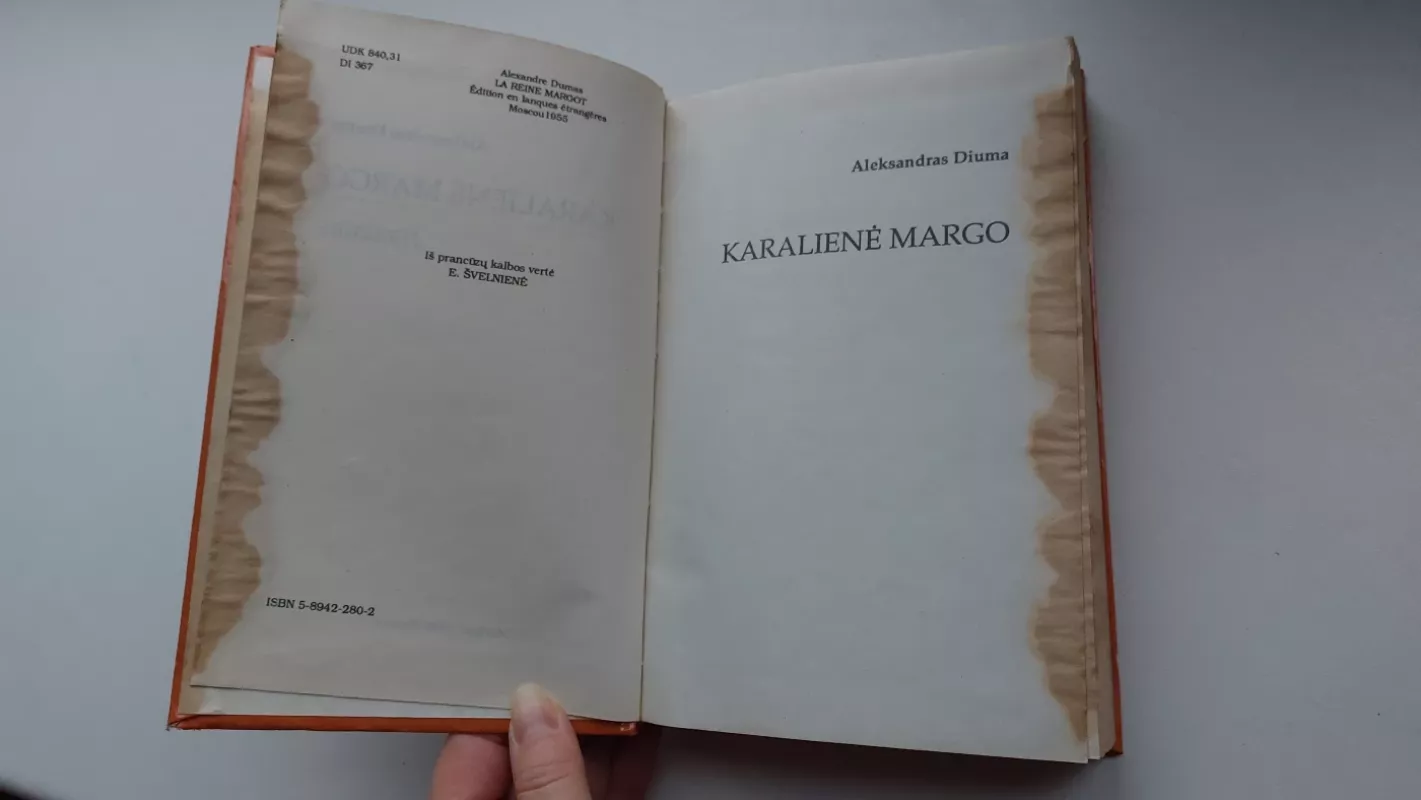 UDK 840,31
DI 367
Alexandre Dumas
LA REINE MARGOT
Édition en lanques étrangères
Moscou 1955
Iš prancūzų kalbos vertė
E. ŠVELNIENĖ
ISBN 5-8942-280-2
Aleksandras Diuma
KARALIENĖ MARGO